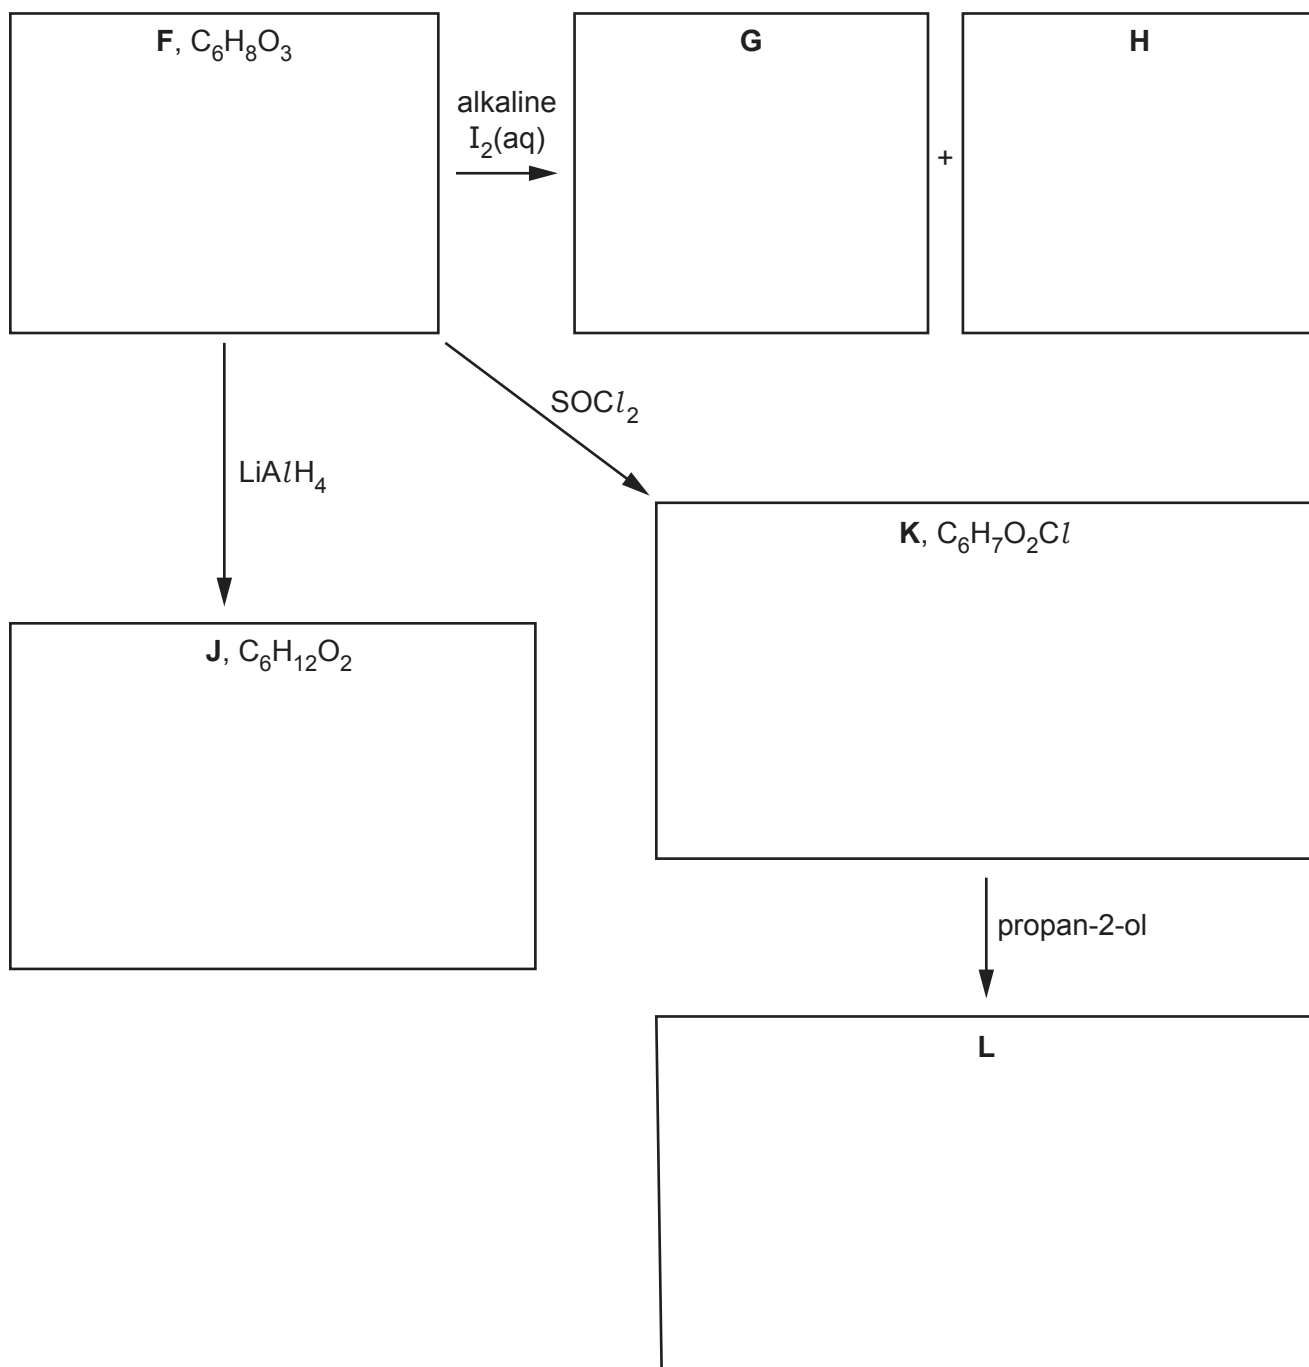 F, C₆H₈O₃
G
H
alkaline
I₂(aq)
+
SOCl₂
LiAlH₄
K, C₆H₇O₂Cl
J, C₆H₁₂O₂
propan-2-ol
L